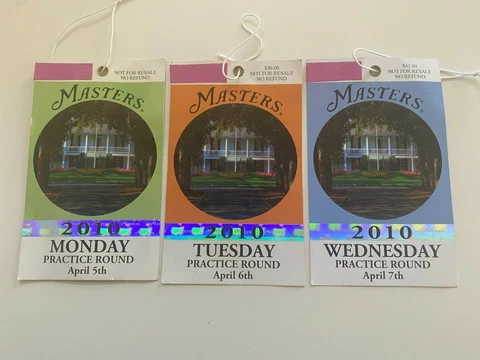 NOT FOR RESALE
NO REFUND
MASTERS
2010
MONDAY
PRACTICE ROUND
April 5th
$36.00
NOT FOR RESALE
NO REFUND
MASTERS
2010
TUESDAY
PRACTICE ROUND
April 6th
$41.00
NOT FOR RESALE
NO REFUND
MASTERS
2010
WEDNESDAY
PRACTICE ROUND
April 7th